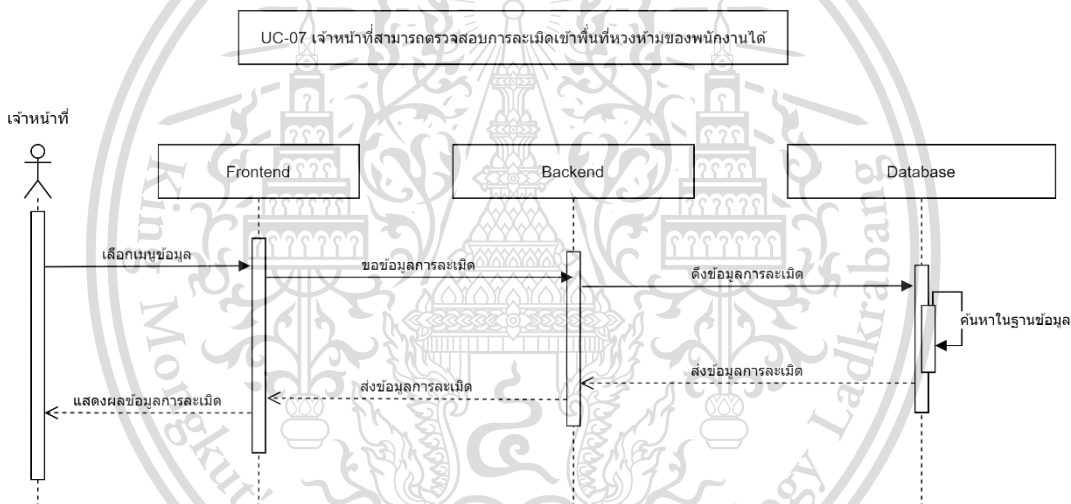 UC-07 เจ้าหน้าที่สามารถตรวจสอบการละเมิดเข้าพื้นที่หวงห้ามของพนักงานได้
เจ้าหน้าที่
Frontend
Backend
Database
เลือกเมนูข้อมูล
ขอข้อมูลการละเมิด
ดึงข้อมูลการละเมิด
ค้นหาในฐานข้อมูล
ส่งข้อมูลการละเมิด
ส่งข้อมูลการละเมิด
แสดงผลข้อมูลการละเมิด
King Mongkut
Ladkrabang